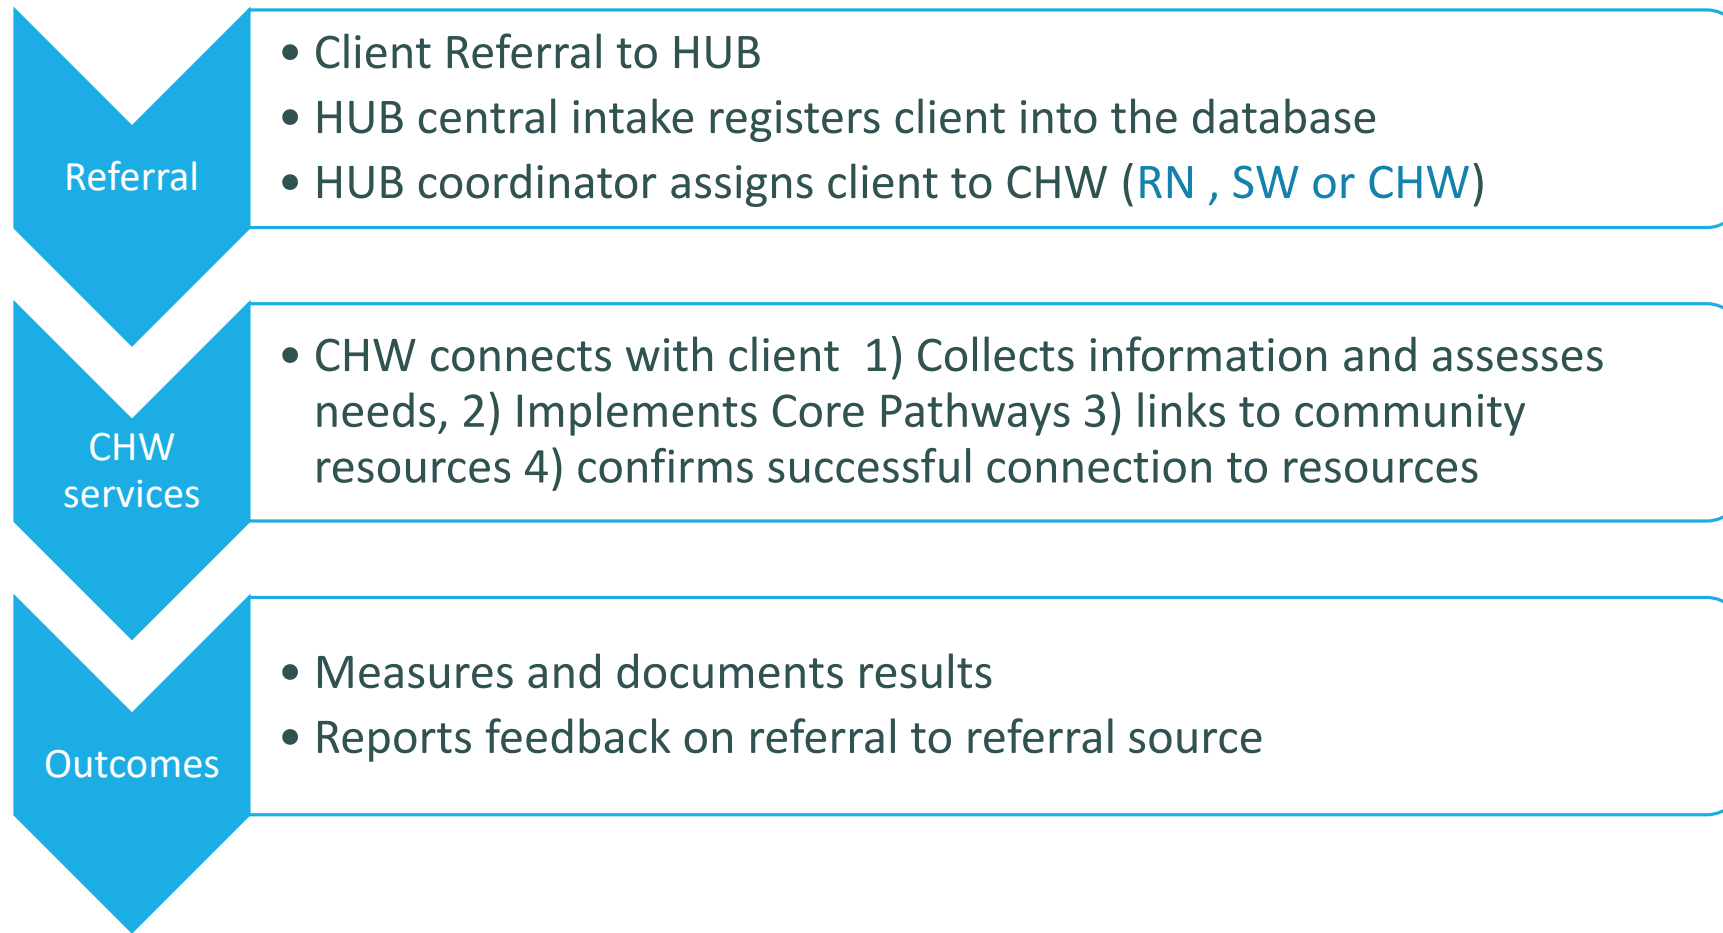 Referral
• Client Referral to HUB
• HUB central intake registers client into the database
• HUB coordinator assigns client to CHW (RN , SW or CHW)
CHW
services
• CHW connects with client  1) Collects information and assesses
needs, 2) Implements Core Pathways 3) links to community
resources 4) confirms successful connection to resources
Outcomes
• Measures and documents results
• Reports feedback on referral to referral source